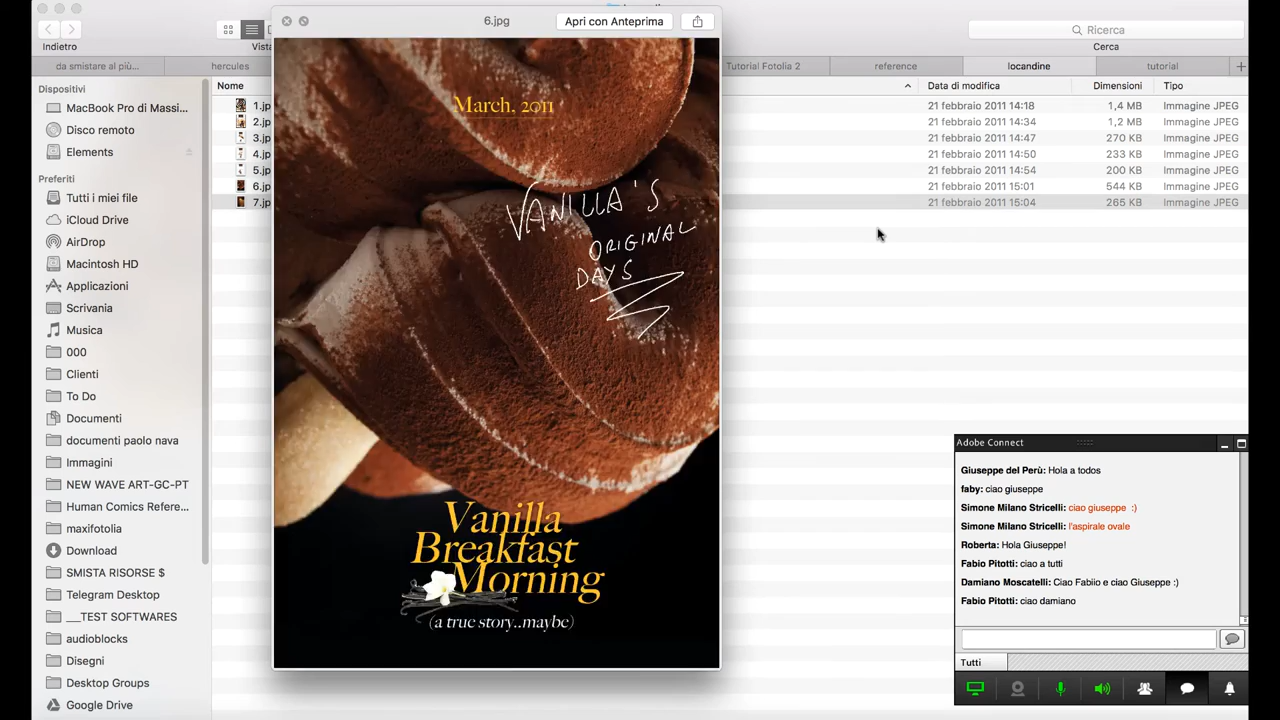 6.jpg
Apri con Anteprima
Indietro
Vista
Ricerca
Cerca
da smistare al più...
hercules
Tutorial Fotolia 2
reference
locandine
tutorial
Dispositivi
MacBook Pro di Massi...
Disco remoto
Elements
Preferiti
Tutti i miei file
iCloud Drive
AirDrop
Macintosh HD
Applicazioni
Scrivania
Musica
000
Clienti
To Do
Documenti
documenti paolo nava
Immagini
NEW WAVE ART-GC-PT
Human Comics Refere...
maxifotolia
Download
SMISTA RISORSE $
Telegram Desktop
___TEST SOFTWARES
audioblocks
Disegni
Desktop Groups
Google Drive
Nome
Data di modifica
Dimensioni
Tipo
1.jp
21 febbraio 2011 14:18 1,4 MB Immagine JPEG
2.jp
21 febbraio 2011 14:34 1,2 MB Immagine JPEG
3.jp
21 febbraio 2011 14:47 270 KB Immagine JPEG
4.jp
21 febbraio 2011 14:50 233 KB Immagine JPEG
5.jp
21 febbraio 2011 14:54 200 KB Immagine JPEG
6.jp
21 febbraio 2011 15:01 544 KB Immagine JPEG
7.jp
21 febbraio 2011 15:04 265 KB Immagine JPEG
March, 2011
VANILLA'S
ORIGINAL
DAYS
Vanilla
Breakfast
Morning
(a true story..maybe)
Adobe Connect
Giuseppe del Perù: Hola a todos
faby: ciao giuseppe
Simone Milano Stricelli: ciao giuseppe :)
Simone Milano Stricelli: l'aspirale ovale
Roberta: Hola Giuseppe!
Fabio Pitotti: ciao a tutti
Damiano Moscatelli: Ciao Fabiio e ciao Giuseppe :)
Fabio Pitotti: ciao damiano
Tutti